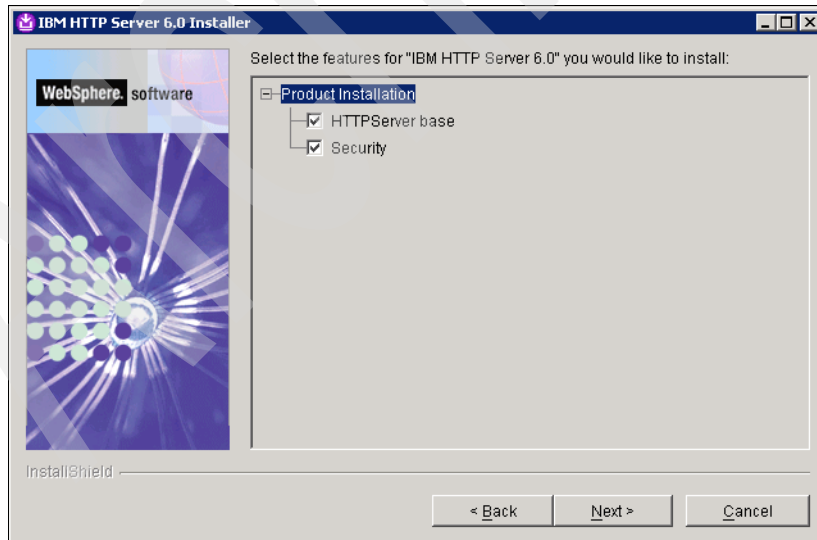 IBM HTTP Server 6.0 Installer
Select the features for "IBM HTTP Server 6.0" you would like to install:
WebSphere. software
Product Installation
HTTPServer base
Security
InstallShield
< Back
Next >
Cancel